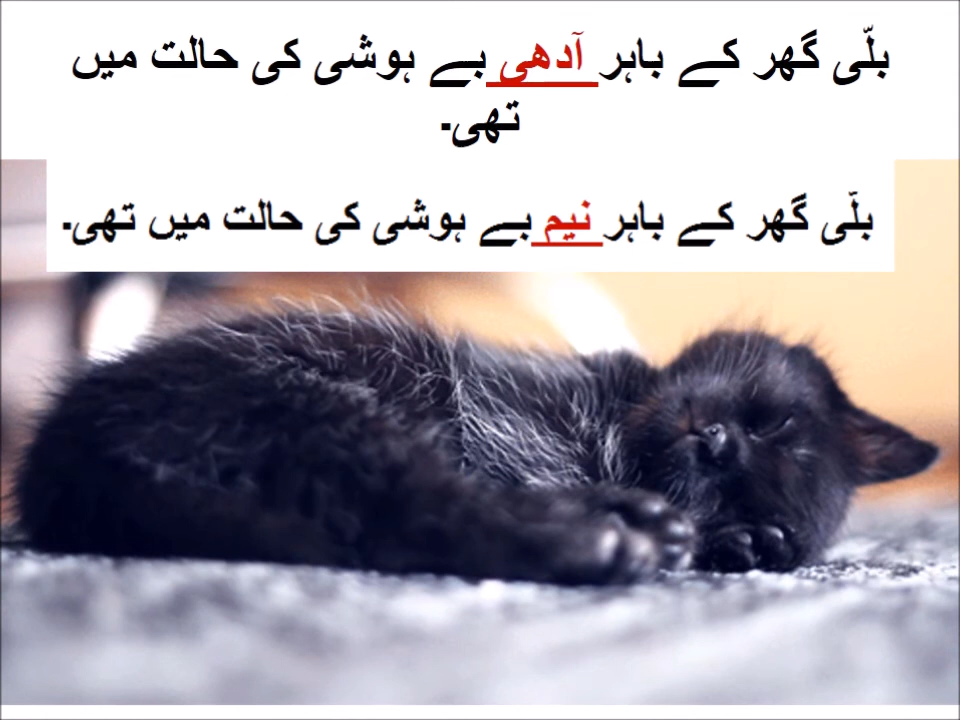 بلّی گھر کے باہر آدھی بے ہوشی کی حالت میں
تھی۔
بلّی گھر کے باہر نیم بے ہوشی کی حالت میں تھی۔